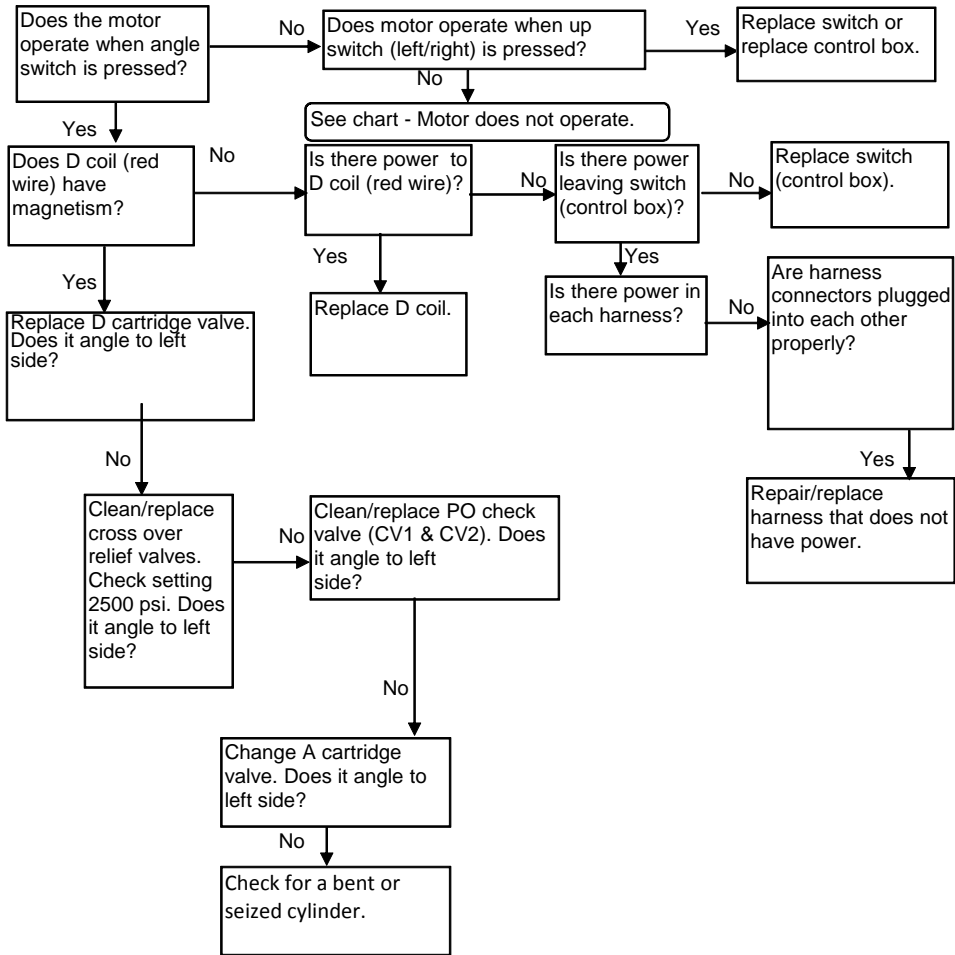 Does the motor
operate when angle
switch is pressed?
No
Does motor operate when up
switch (left/right) is pressed?
Yes
Replace switch or
replace control box.
No
See chart - Motor does not operate.
Yes
Does D coil (red
wire) have
magnetism?
No
Is there power to
D coil (red wire)?
No
Is there power
leaving switch
(control box)?
No
Replace switch
(control box).
Yes
Replace D cartridge valve.
Does it angle to left
side?
Yes
Replace D coil.
Yes
Is there power in
each harness?
No
Are harness
connectors plugged
into each other
properly?
Yes
Repair/replace
harness that does not
have power.
No
Clean/replace
cross over
relief valves.
Check setting
2500 psi. Does
it angle to left
side?
No
Clean/replace PO check
valve (CV1 & CV2). Does
it angle to left
side?
No
Change A cartridge
valve. Does it angle to
left side?
No
Check for a bent or
seized cylinder.